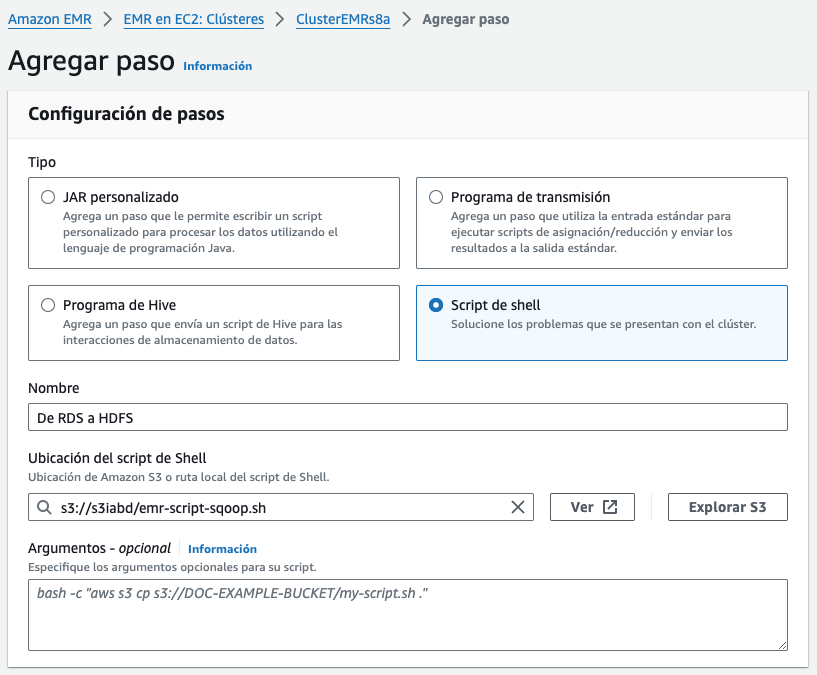 Amazon EMR > EMR en EC2: Clústeres > ClusterEMRs8a > Agregar paso
Agregar paso Información
Configuración de pasos
Tipo
JAR personalizado
Agrega un paso que le permite escribir un script
personalizado para procesar los datos utilizando el
lenguaje de programación Java.
Programa de transmisión
Agrega un paso que utiliza la entrada estándar para
ejecutar scripts de asignación/reducción y enviar los
resultados a la salida estándar.
Programa de Hive
Agrega un paso que envía un script de Hive para las
interacciones de almacenamiento de datos.
Script de shell
Solucione los problemas que se presentan con el clúster.
Nombre
De RDS a HDFS
Ubicación del script de Shell
Ubicación de Amazon S3 o ruta local del script de Shell.
s3://s3iabd/emr-script-sqoop.sh Ver Explorar S3
Argumentos - opcional Información
Especifique los argumentos opcionales para su script.
bash -c "aws s3 cp s3://DOC-EXAMPLE-BUCKET/my-script.sh ."